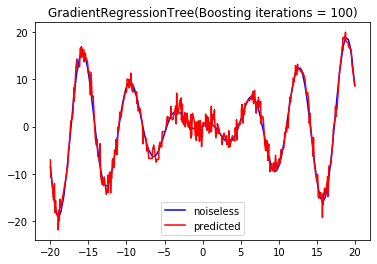 GradientRegressionTree(Boosting iterations = 100)
20
10
0
−10
−20
noiseless
predicted
−20 −15 −10 −5 0 5 10 15 20